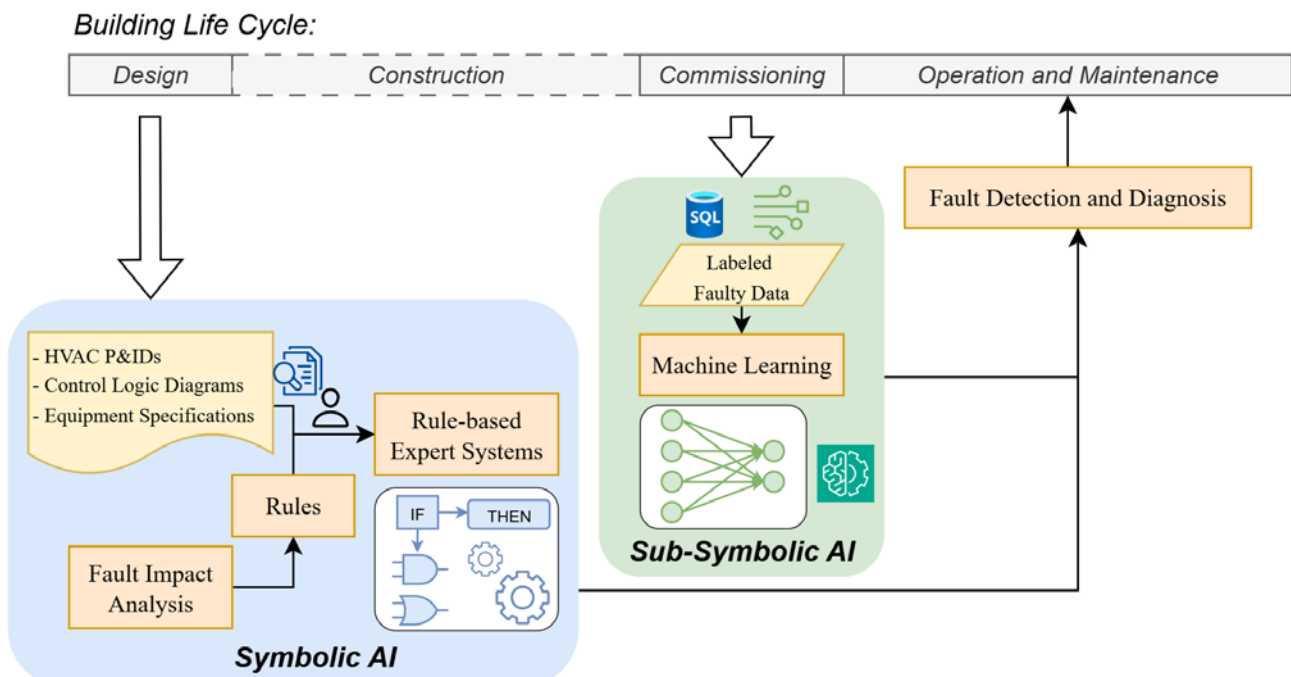 Building Life Cycle:
Design
Construction
Commissioning
Operation and Maintenance
Fault Detection and Diagnosis
SQL
Labeled
Faulty Data
Machine Learning
Sub-Symbolic AI
- HVAC P&IDs
- Control Logic Diagrams
- Equipment Specifications
Rule-based
Expert Systems
Rules
IF
THEN
Fault Impact
Analysis
Symbolic AI